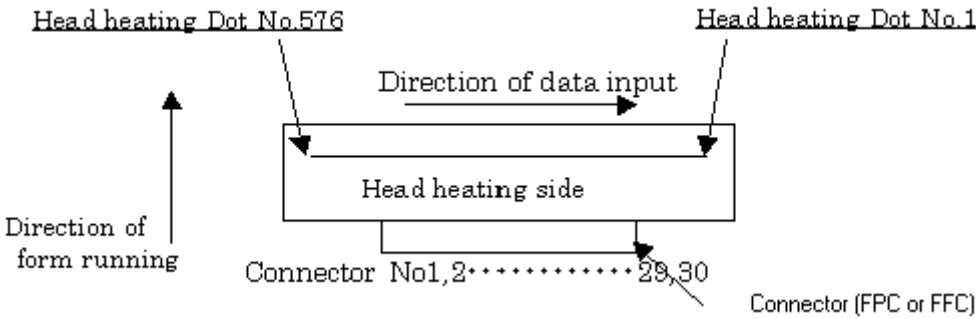 Head heating Dot No.576
Head heating Dot No.1
Direction of data input
Head heating side
Direction of
form running
Connector No1,2············29,30
Connector (FPC or FFC)